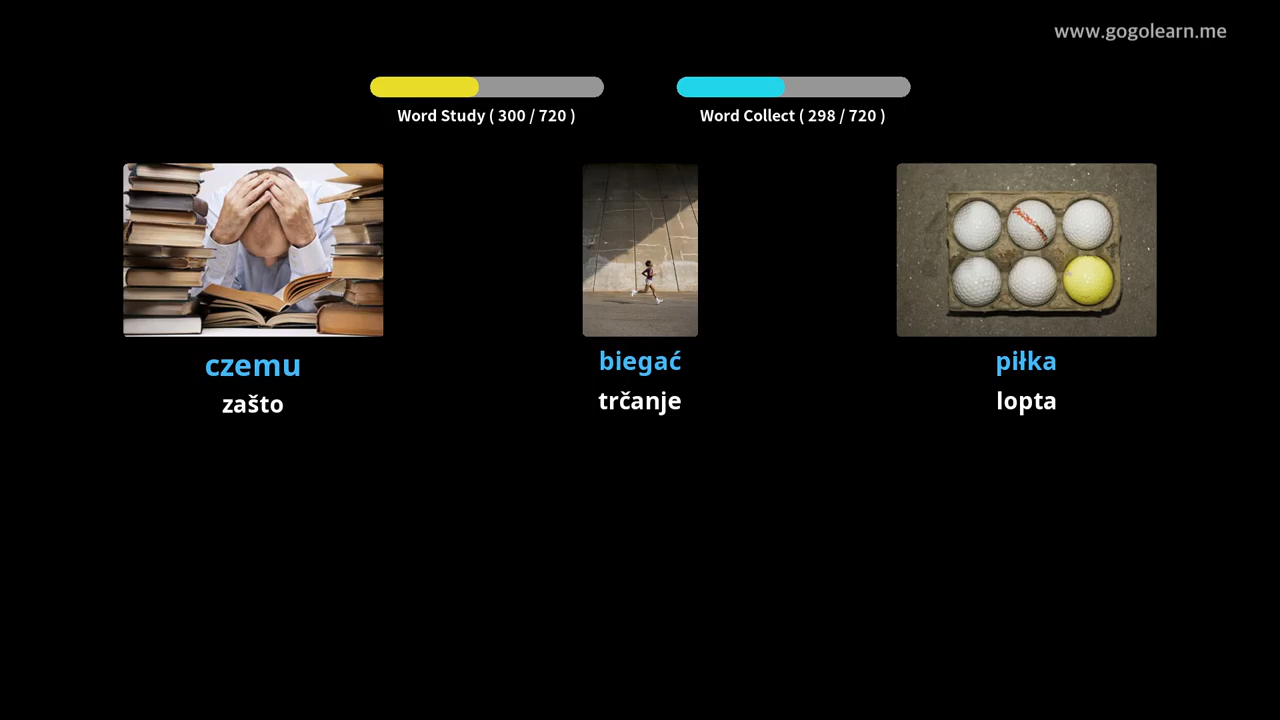 www.gogolearn.me
Word Study ( 300 / 720 )
Word Collect ( 298 / 720 )
czemu
zašto
biegać
trčanje
piłka
lopta